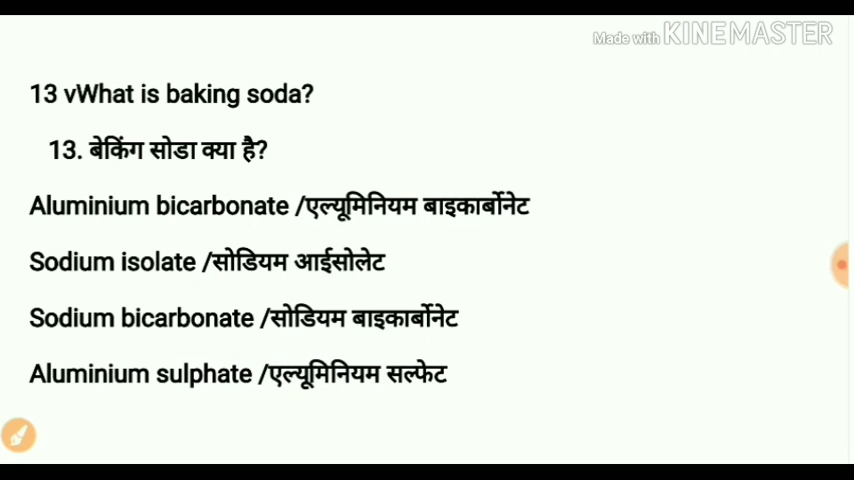 Made with KINEMASTER
13 vWhat is baking soda?
13. बेकिंग सोडा क्या है?
Aluminium bicarbonate /एल्यूमिनियम बाइकार्बोनेट
Sodium isolate /सोडियम आईसोलेट
Sodium bicarbonate /सोडियम बाइकार्बोनेट
Aluminium sulphate /एल्यूमिनियम सल्फेट